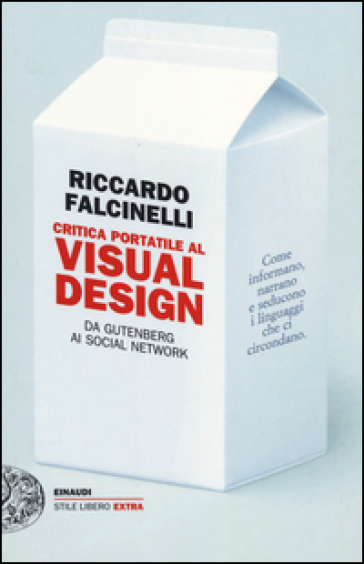 RICCARDO
FALCINELLI
CRITICA PORTATILE AL
VISUAL
DESIGN
DA GUTENBERG
AI SOCIAL NETWORK
Come
informano,
narrano
e seducono
i linguaggi
che ci
circondano.
EINAUDI
STILE LIBERO EXTRA